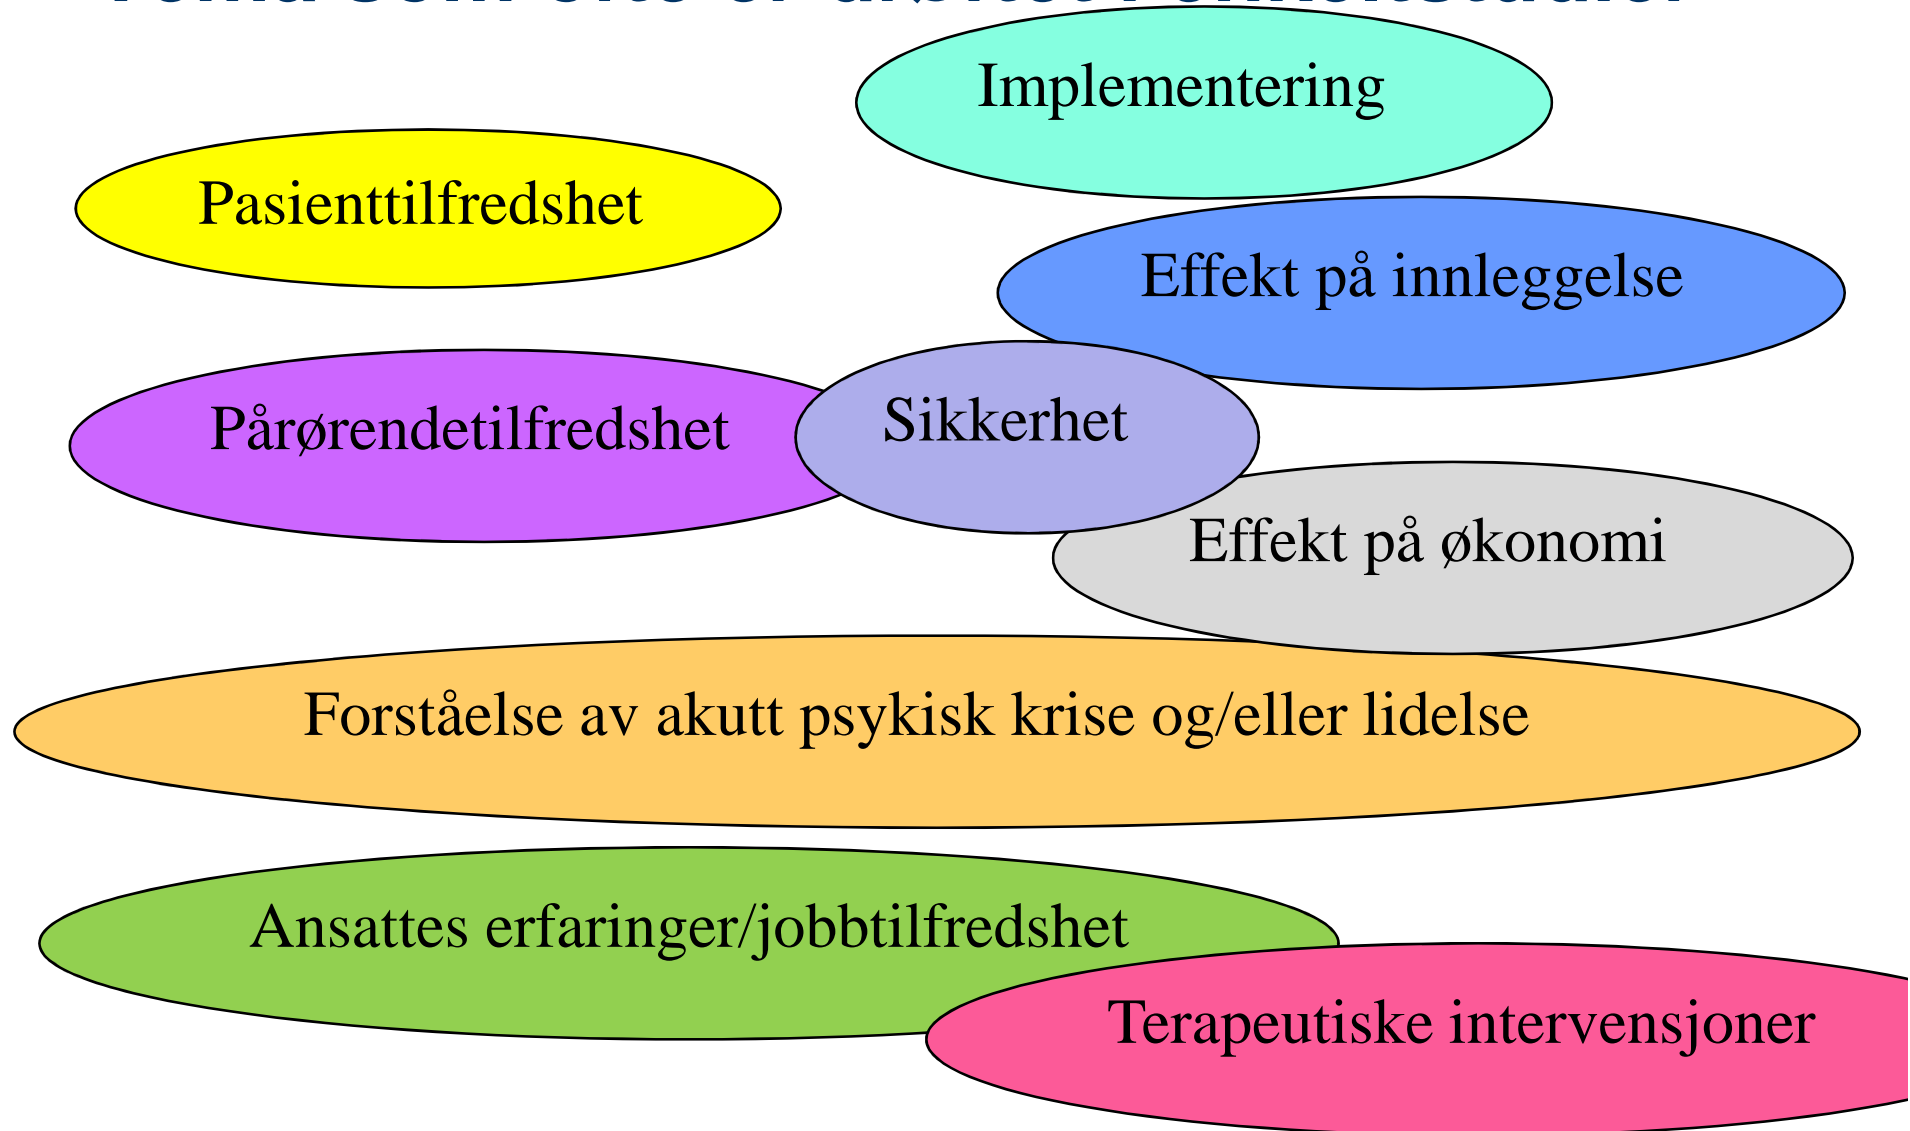 Implementering
Pasienttilfredshet
Effekt på innleggelse
Pårørendetilfredshet
Sikkerhet
Effekt på økonomi
Forståelse av akutt psykisk krise og/eller lidelse
Ansattes erfaringer/jobbtilfredshet
Terapeutiske intervensjoner